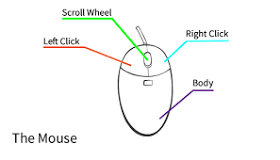 Scroll Wheel
Left Click
Right Click
Body
The Mouse